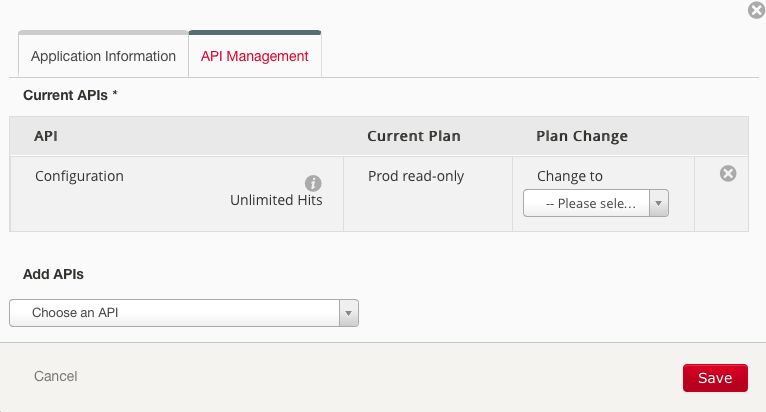 Application Information
API Management
Current APIs *
API
Current Plan
Plan Change
Configuration
Unlimited Hits
Prod read-only
Change to
-- Please sele...
Add APIs
Choose an API
Cancel
Save